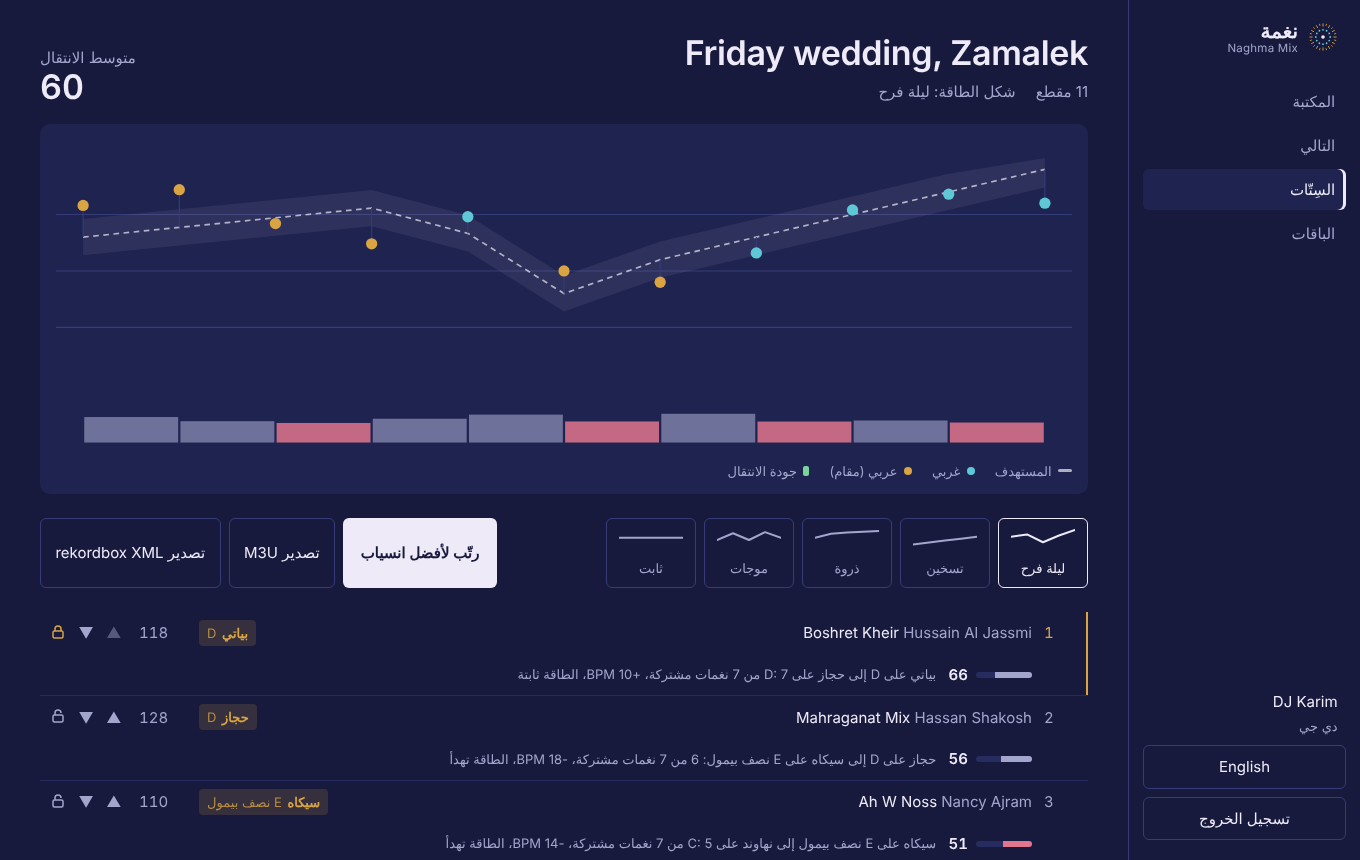 نغمة
Naghma Mix
المكتبة
التالي
السِتّات
الباقات
DJ Karim
دي جي
English
تسجيل الخروج
Friday wedding, Zamalek
11 مقطع
شكل الطاقة: ليلة فرح
متوسط الانتقال
60
المستهدف
غربي
عربي (مقام)
جودة الانتقال
ليلة فرح
تسخين
ذروة
موجات
ثابت
رتّب لأفضل انسياب
تصدير M3U
تصدير rekordbox XML
1 Boshret Kheir Hussain Al Jassmi بياتي D 118
66 بياتي على D إلى حجاز على D: 7 من 7 نغمات مشتركة، +10 BPM، الطاقة ثابتة
2 Mahraganat Mix Hassan Shakosh حجاز D 128
56 حجاز على D إلى سيكاه على E نصف بيمول: 6 من 7 نغمات مشتركة، -18 BPM، الطاقة تهدأ
3 Ah W Noss Nancy Ajram سيكاه E نصف بيمول 110
51 سيكاه على E نصف بيمول إلى نهاوند على C: 5 من 7 نغمات مشتركة، -14 BPM، الطاقة تهدأ